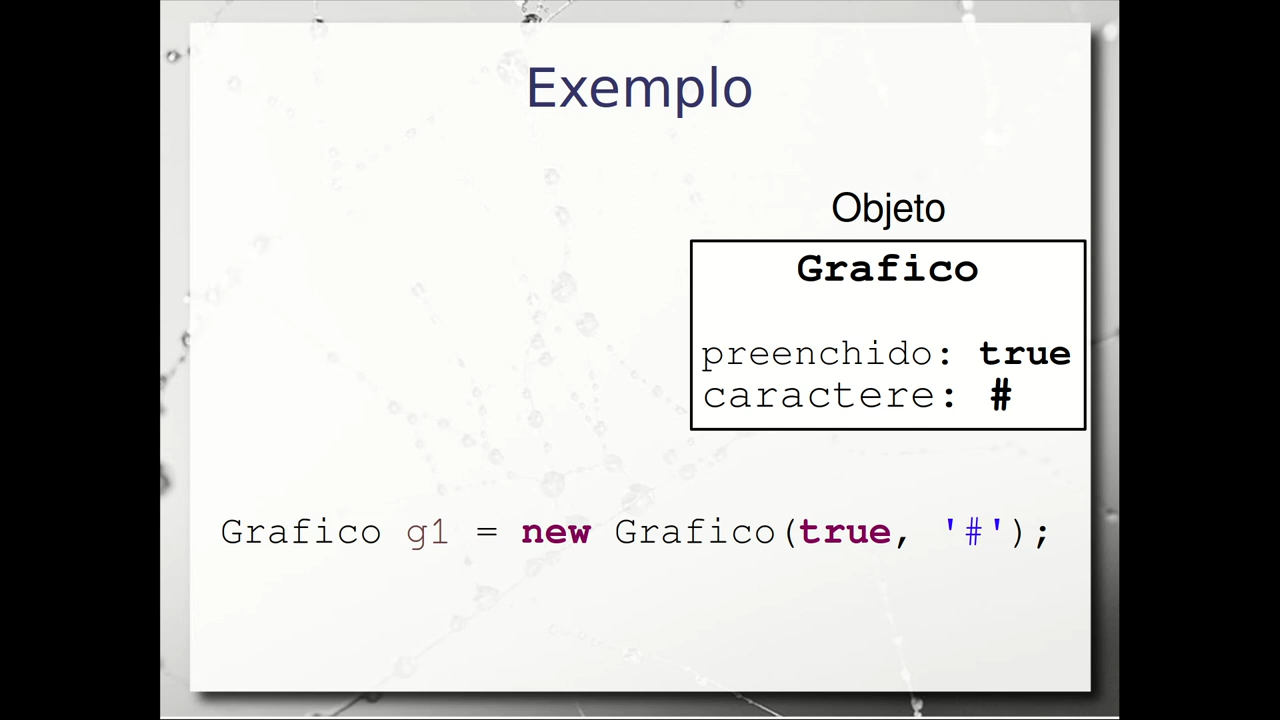 Exemplo
Objeto
Grafico
preenchido: true
caractere: #
Grafico g1 = new Grafico(true, '#');